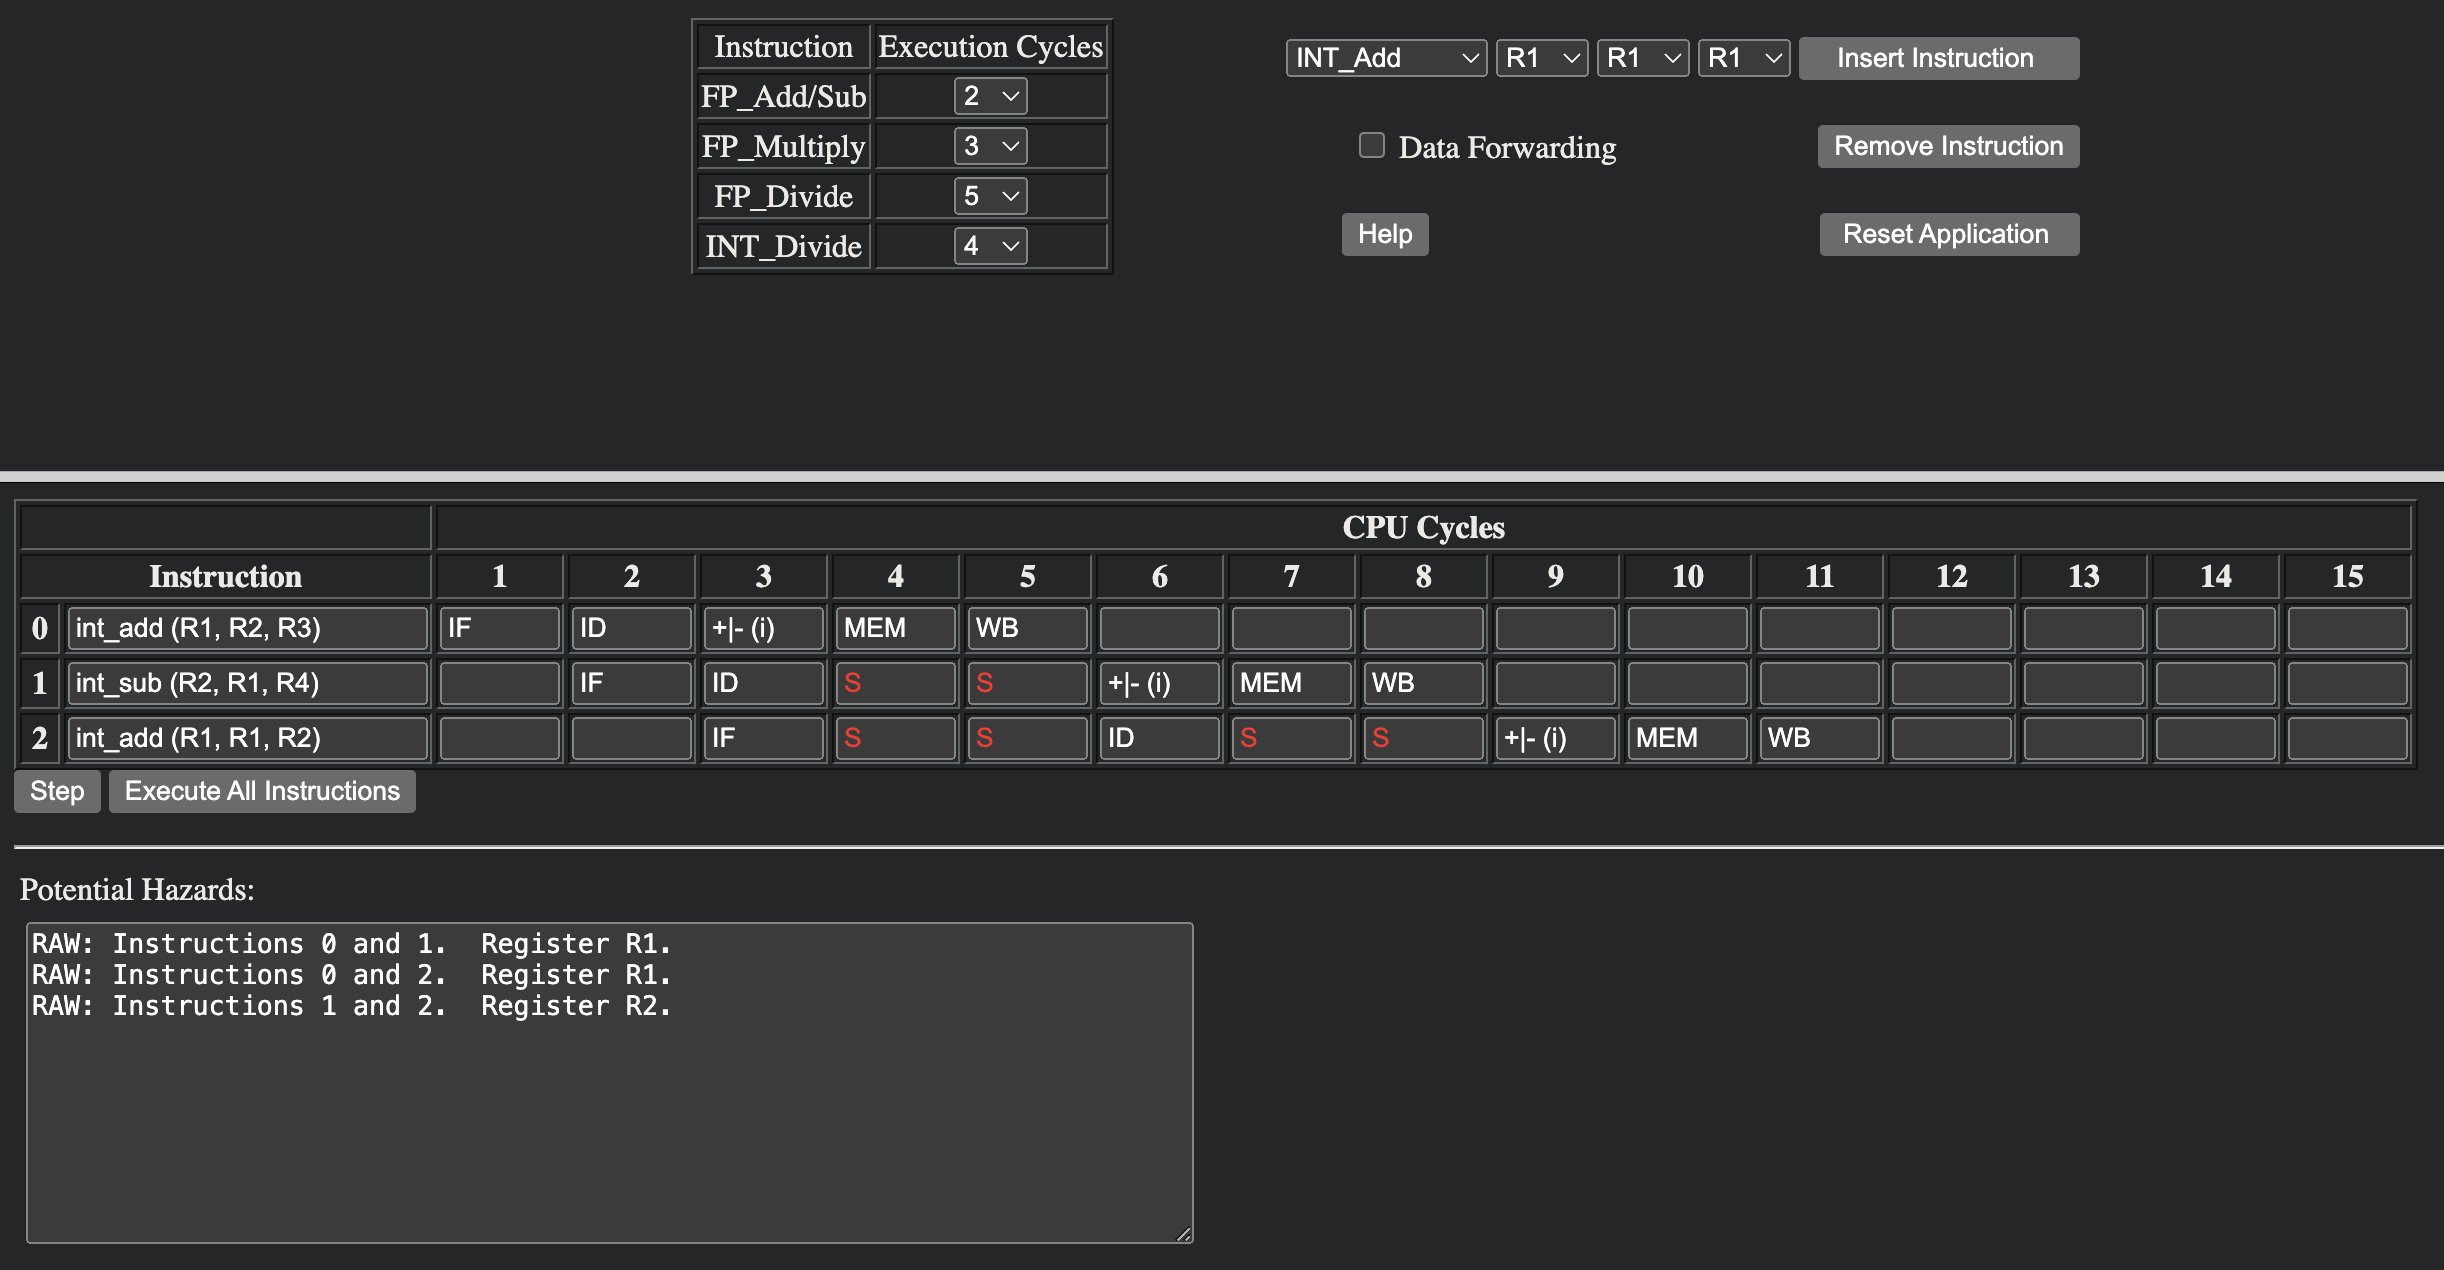 Instruction Execution Cycles
FP_Add/Sub 2
FP_Multiply 3
FP_Divide 5
INT_Divide 4
INT_Add R1 R1 R1 Insert Instruction
Data Forwarding Remove Instruction
Help Reset Application
CPU Cycles
Instruction 1 2 3 4 5 6 7 8 9 10 11 12 13 14 15
0 int_add (R1, R2, R3) IF ID +|- (i) MEM WB
1 int_sub (R2, R1, R4) IF ID S S +|- (i) MEM WB
2 int_add (R1, R1, R2) IF S S ID S S +|- (i) MEM WB
Step Execute All Instructions
Potential Hazards:
RAW: Instructions 0 and 1.  Register R1.
RAW: Instructions 0 and 2.  Register R1.
RAW: Instructions 1 and 2.  Register R2.